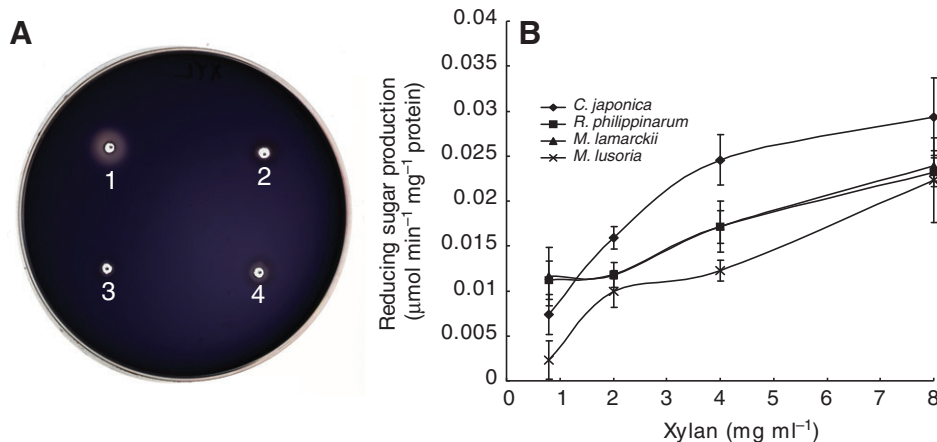 A
1
2
3
4
B
Reducing sugar production
(μmol min⁻¹ mg⁻¹ protein)
0.04
0.035
0.03
0.025
0.02
0.015
0.01
0.005
0
C. japonica
R. philippinarum
M. lamarckii
M. lusoria
0 1 2 3 4 5 6 7 8
Xylan (mg ml⁻¹)